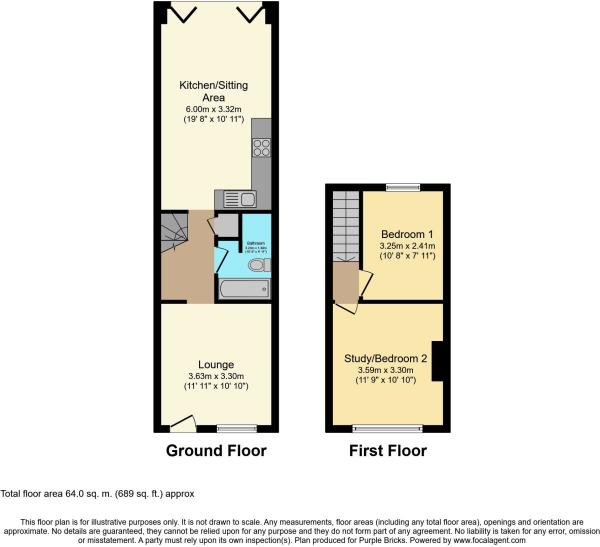 Kitchen/Sitting
Area
6.00m x 3.32m
(19' 8" x 10' 11")
Bathroom
Lounge
3.63m x 3.30m
(11' 11" x 10' 10")
Ground Floor
Bedroom 1
3.25m x 2.41m
(10' 8" x 7' 11")
Study/Bedroom 2
3.59m x 3.30m
(11' 9" x 10' 10")
First Floor
Total floor area 64.0 sq. m. (689 sq. ft.) approx
This floor plan is for illustrative purposes only. It is not drawn to scale. Any measurements, floor areas (including any total floor area), openings and orientation are
approximate. No details are guaranteed, they cannot be relied upon for any purpose and they do not form part of any agreement. No liability is taken for any error, omission
or misstatement. A party must rely upon its own inspection(s). Plan produced for Purple Bricks. Powered by www.focalagent.com